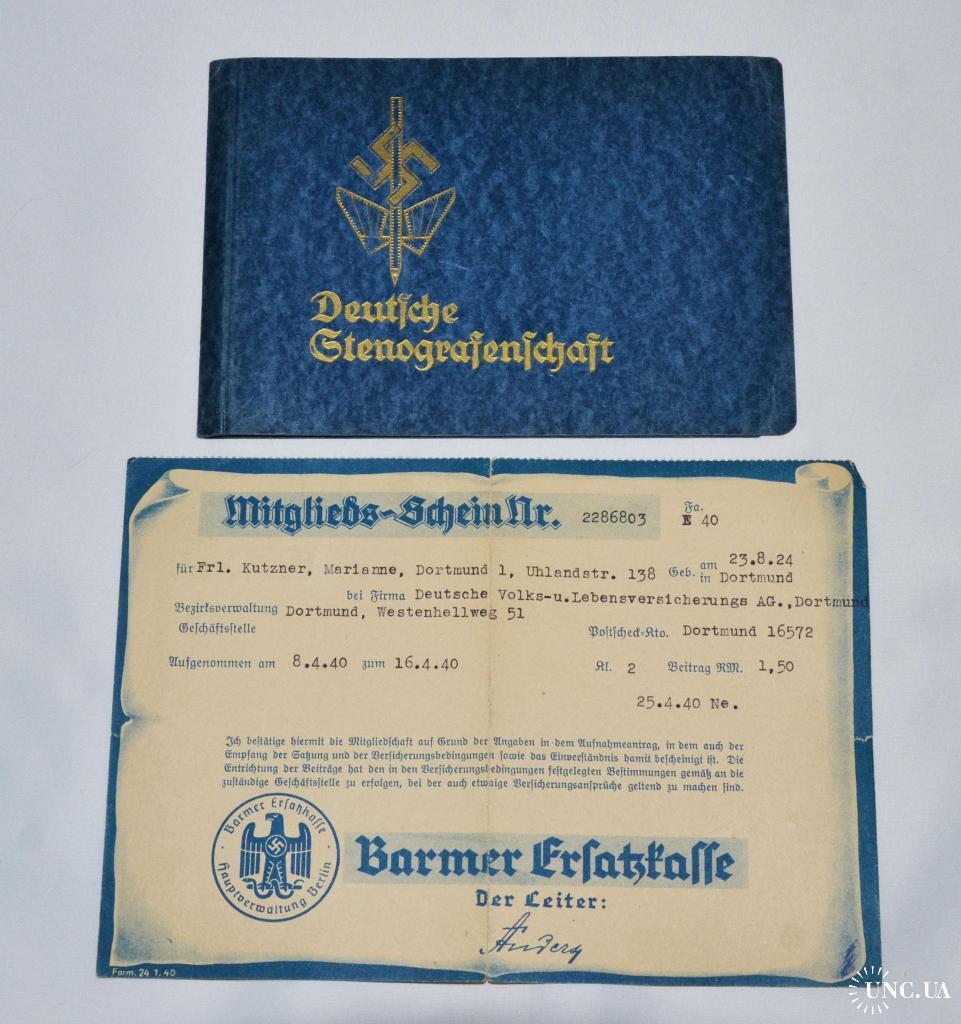 Deutsche
Stenografenschaft
Mitglieds-Schein Nr. 2286803 Fa. E 40
für Frl. Kutzner, Marianne, Dortmund 1, Uhlandstr. 138 Geb. am 23.8.24
in Dortmund
bei Firma Deutsche Volks-u.Lebensversicherungs AG.,Dortmund
Bezirksverwaltung Dortmund, Westenhellweg 51
Geschäftsstelle
Postscheck-Kto. Dortmund 16572
Aufgenommen am 8.4.40 zum 16.4.40 Kl. 2 Beitrag RM. 1,50
25.4.40 Ne.
Ich bestätige hiermit die Mitgliedschaft auf Grund der Angaben in dem Aufnahmeantrag, in dem auch der
Empfang der Satzung und der Versicherungsbedingungen sowie das Einverständnis damit bescheinigt ist. Die
Entrichtung der Beiträge hat den in den Versicherungsbedingungen festgelegten Bestimmungen gemäß an die
zuständige Geschäftsstelle zu erfolgen, bei der auch etwaige Versicherungsansprüche geltend zu machen sind.
Barmer Ersatzkasse
Hauptverwaltung Berlin
Barmer Ersatzkasse
Der Leiter:
Form. 24 1. 40
UNC.UA